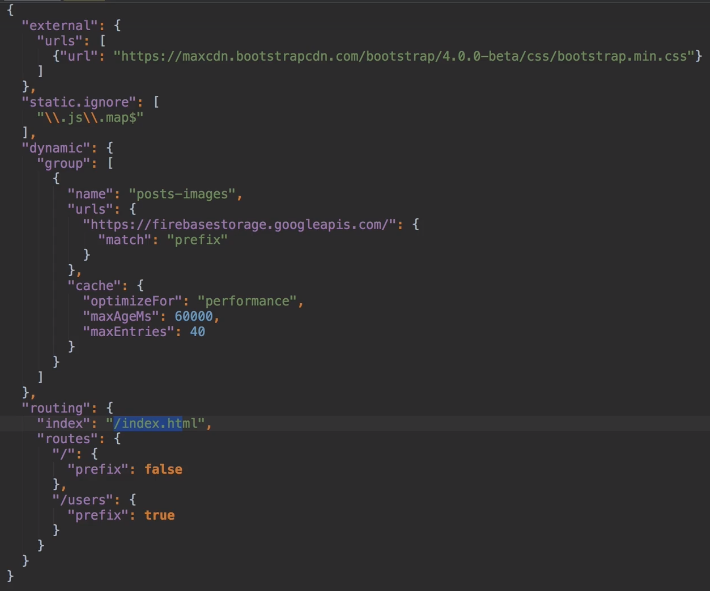 {
  "external": {
    "urls": [
      {"url": "https://maxcdn.bootstrapcdn.com/bootstrap/4.0.0-beta/css/bootstrap.min.css"}
    ]
  },
  "static.ignore": [
    "\\.js\\.map$"
  ],
  "dynamic": {
    "group": [
      {
        "name": "posts-images",
        "urls": {
          "https://firebasestorage.googleapis.com/": {
            "match": "prefix"
          }
        },
        "cache": {
          "optimizeFor": "performance",
          "maxAgeMs": 60000,
          "maxEntries": 40
        }
      }
    ]
  },
  "routing": {
    "index": "/index.html",
    "routes": {
      "/": {
        "prefix": false
      },
      "/users": {
        "prefix": true
      }
    }
  }
}